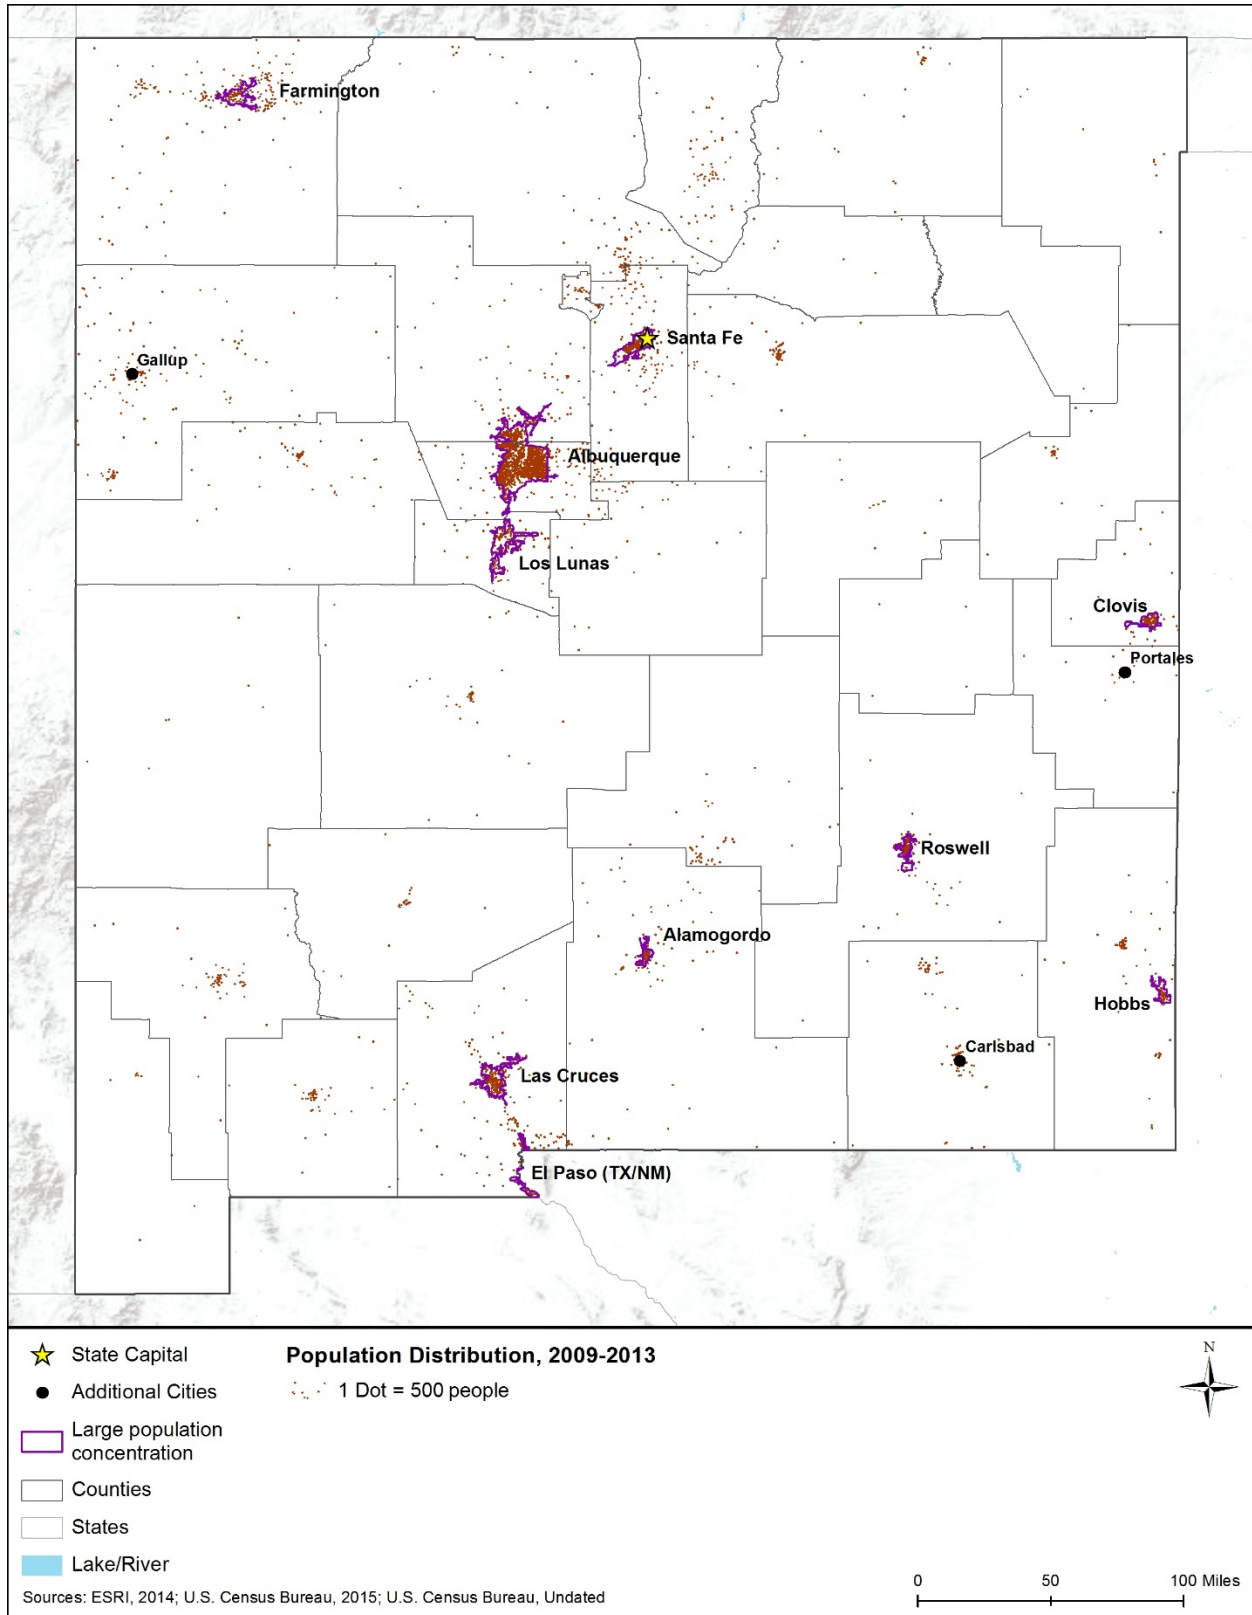 Farmington
Santa Fe
Gallup
Albuquerque
Los Lunas
Clovis
Portales
Roswell
Alamogordo
Hobbs
Carlsbad
Las Cruces
El Paso (TX/NM)
State Capital
Population Distribution, 2009-2013
Additional Cities
1 Dot = 500 people
N
Large population
concentration
Counties
States
Lake/River
0 50 100 Miles
Sources: ESRI, 2014; U.S. Census Bureau, 2015; U.S. Census Bureau, Undated